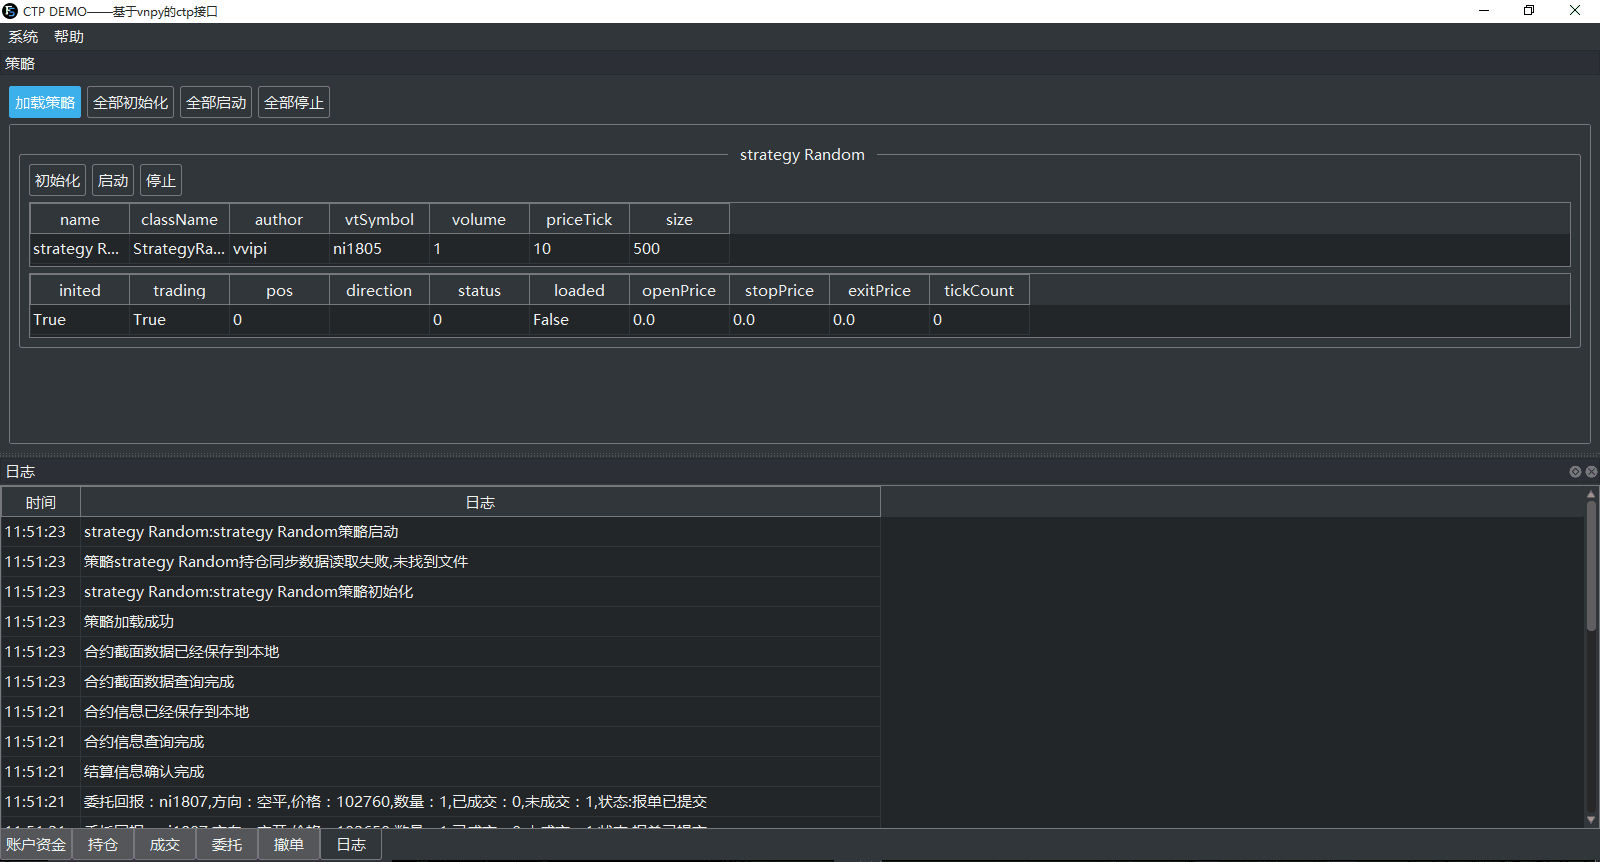 CTP DEMO——基于vnpy的ctp接口
系统 帮助
策略
加载策略 全部初始化 全部启动 全部停止
strategy Random
初始化 启动 停止
name className author vtSymbol volume priceTick size
strategy R... StrategyRa... vvipi ni1805 1 10 500
inited trading pos direction status loaded openPrice stopPrice exitPrice tickCount
True True 0 0 False 0.0 0.0 0.0 0
日志
时间 日志
11:51:23 strategy Random:strategy Random策略启动
11:51:23 策略strategy Random持仓同步数据读取失败,未找到文件
11:51:23 strategy Random:strategy Random策略初始化
11:51:23 策略加载成功
11:51:23 合约截面数据已经保存到本地
11:51:23 合约截面数据查询完成
11:51:21 合约信息已经保存到本地
11:51:21 合约信息查询完成
11:51:21 结算信息确认完成
11:51:21 委托回报：ni1807,方向：空平,价格：102760,数量：1,已成交：0,未成交：1,状态:报单已提交
账户资金 持仓 成交 委托 撤单 日志